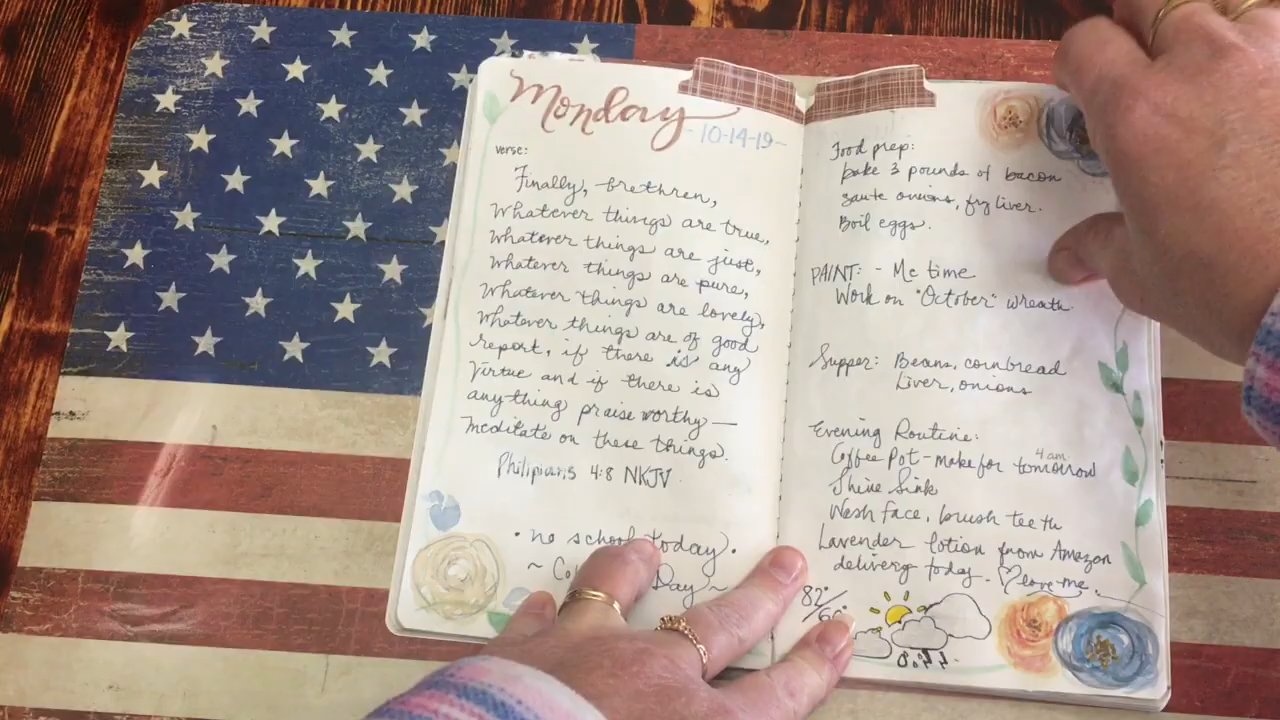 Monday
-10-14-19-
verse:
Finally, brethren,
Whatever things are true,
whatever things are just,
whatever things are pure,
whatever things are lovely,
whatever things are of good
report, if there is any
virtue and if there is
anything praiseworthy—
meditate on these things.
Philipians 4:8 NKJV
• no school today •
Day ~
Food prep:
bake 3 pounds of bacon
saute onions, fry liver.
Boil eggs.
PAINT: - Me time
Work on "October" wreath
Supper: Beans, cornbread
Liver, onions
Evening Routine:
4 am
Coffee Pot - make for tomorrow
Shine Sink
Wash face, brush teeth
Lavender lotion from Amazon
delivery today. love me.
82°/